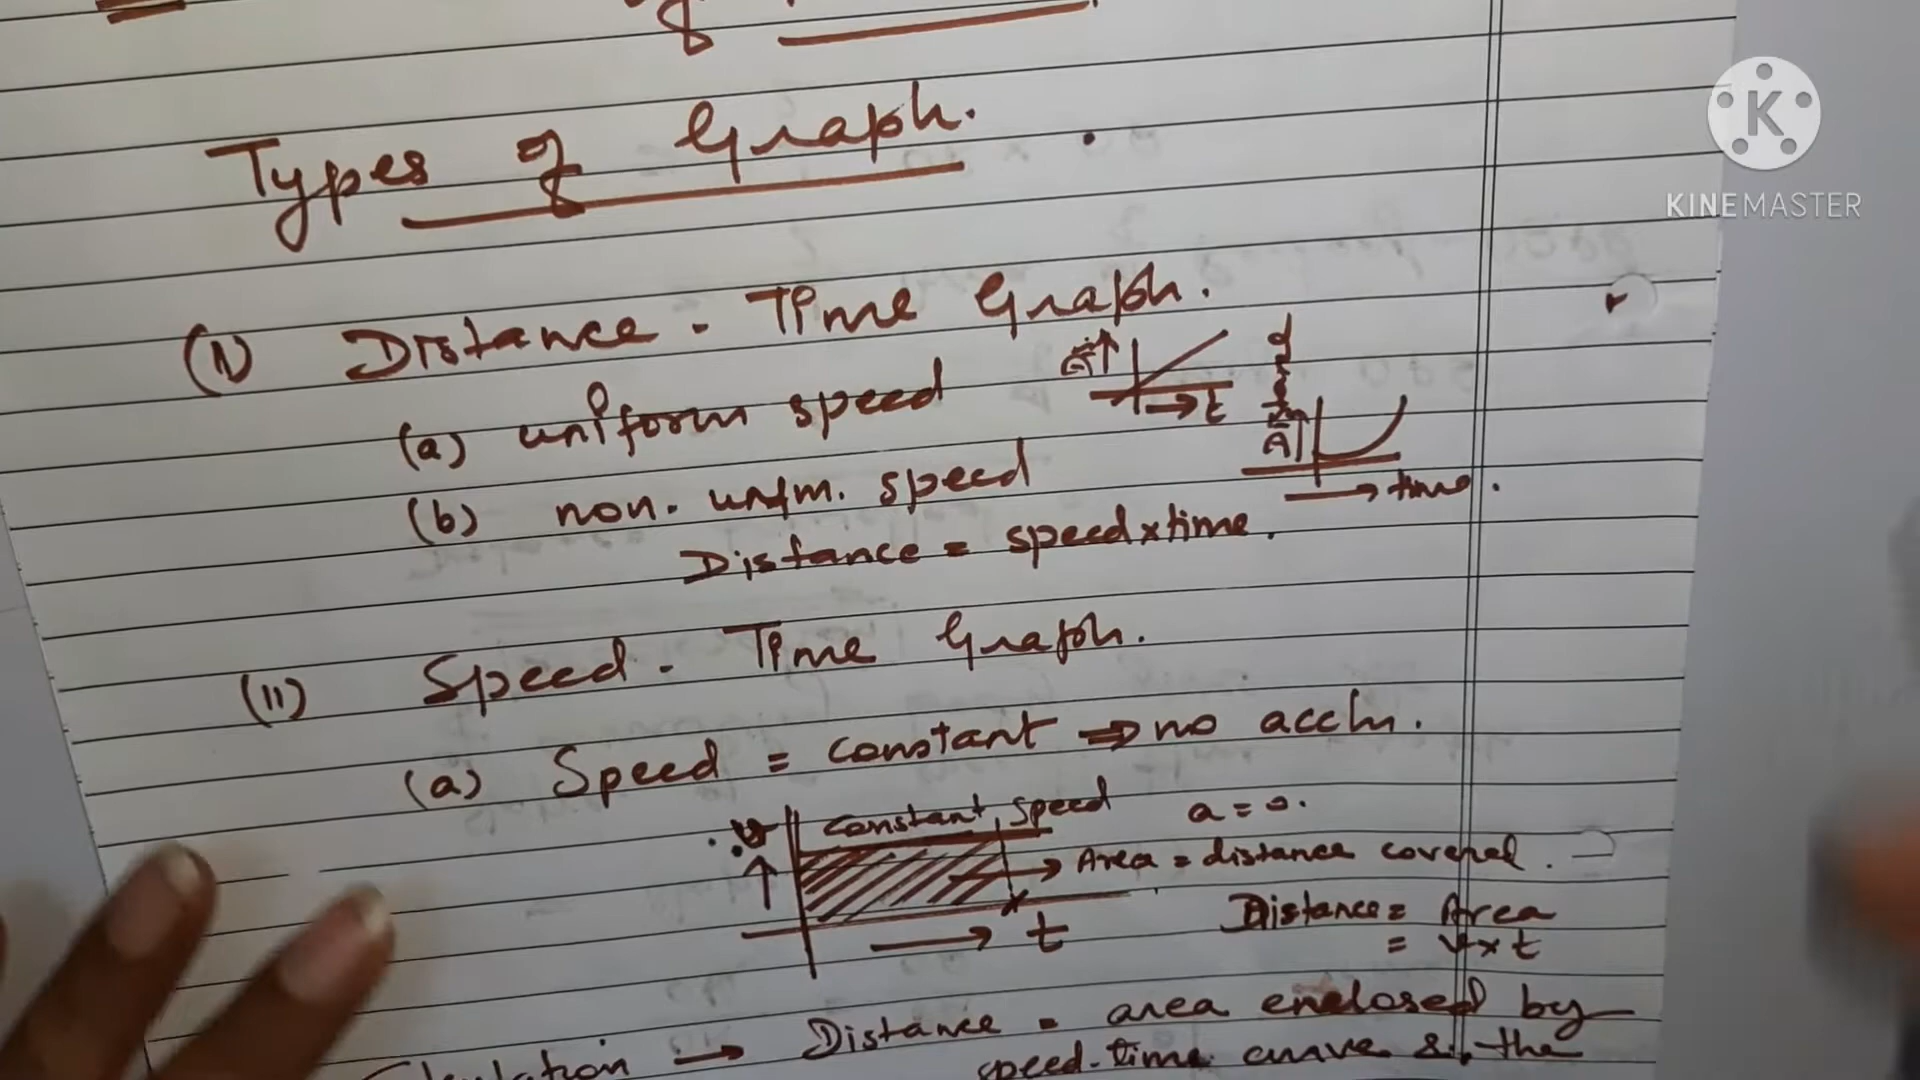 Types of Graph.
K
KINEMASTER
(I) Distance - Time Graph.
(a) uniform speed
t
(b) non. unfm. speed
time.
Distance = speed x time.
(II) Speed - Time Graph.
(a) Speed = constant ⇒ no accln.
constant speed a = 0.
v
Area = distance covered.
t
Distance = Area
= v x t
→ Distance = area enclosed by
speed-time curve & the